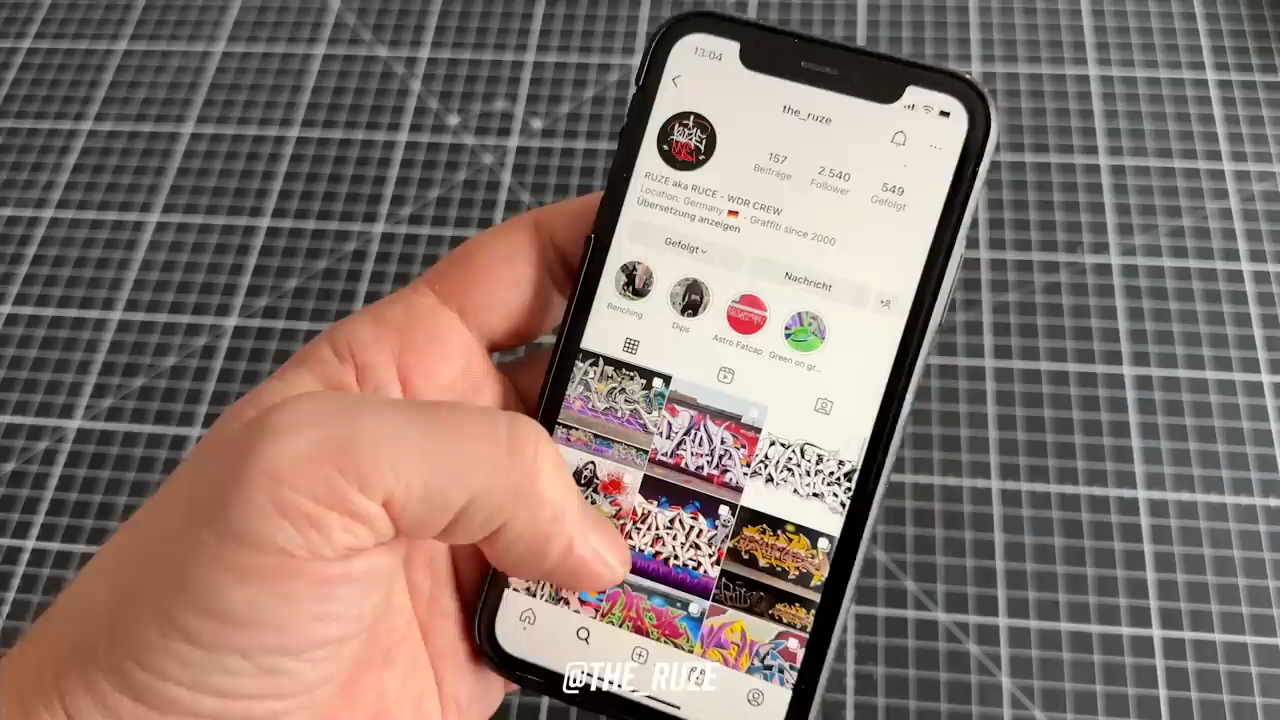 13:04
the_ruze
157
Beiträge
2.540
Follower
549
Gefolgt
RUZE aka RUCE - WDR CREW
Location: Germany 🇩🇪 - Graffiti since 2000
Übersetzung anzeigen
Gefolgt
Nachricht
Benching
Dips
Astro Fatcap
Green on gr...
@THE_RUZE